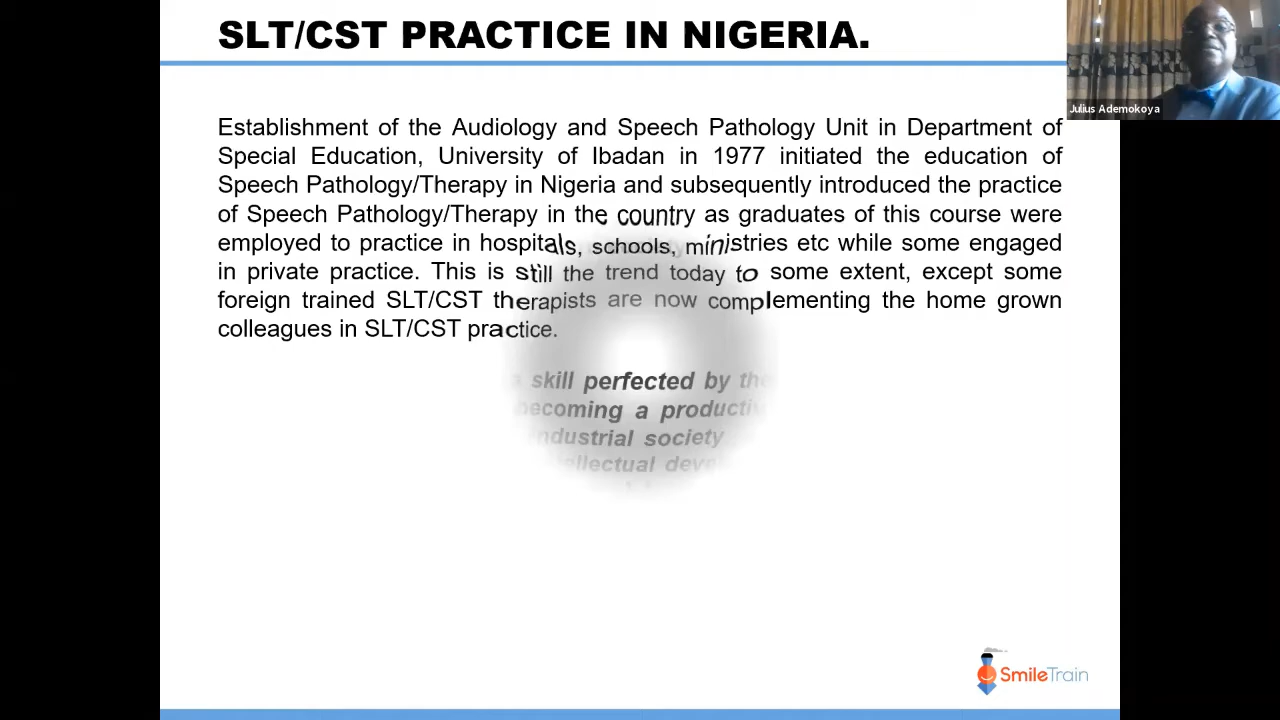 SLT/CST PRACTICE IN NIGERIA.
Julius Ademokoya
Establishment of the Audiology and Speech Pathology Unit in Department of
Special Education, University of Ibadan in 1977 initiated the education of
Speech Pathology/Therapy in Nigeria and subsequently introduced the practice
of Speech Pathology/Therapy in the country as graduates of this course were
employed to practice in hospitals, schools, ministries etc while some engaged
in private practice. This is still the trend today to some extent, except some
foreign trained SLT/CST therapists are now complementing the home grown
colleagues in SLT/CST practice.
skill perfected by the
becoming a
industrial society
SmileTrain